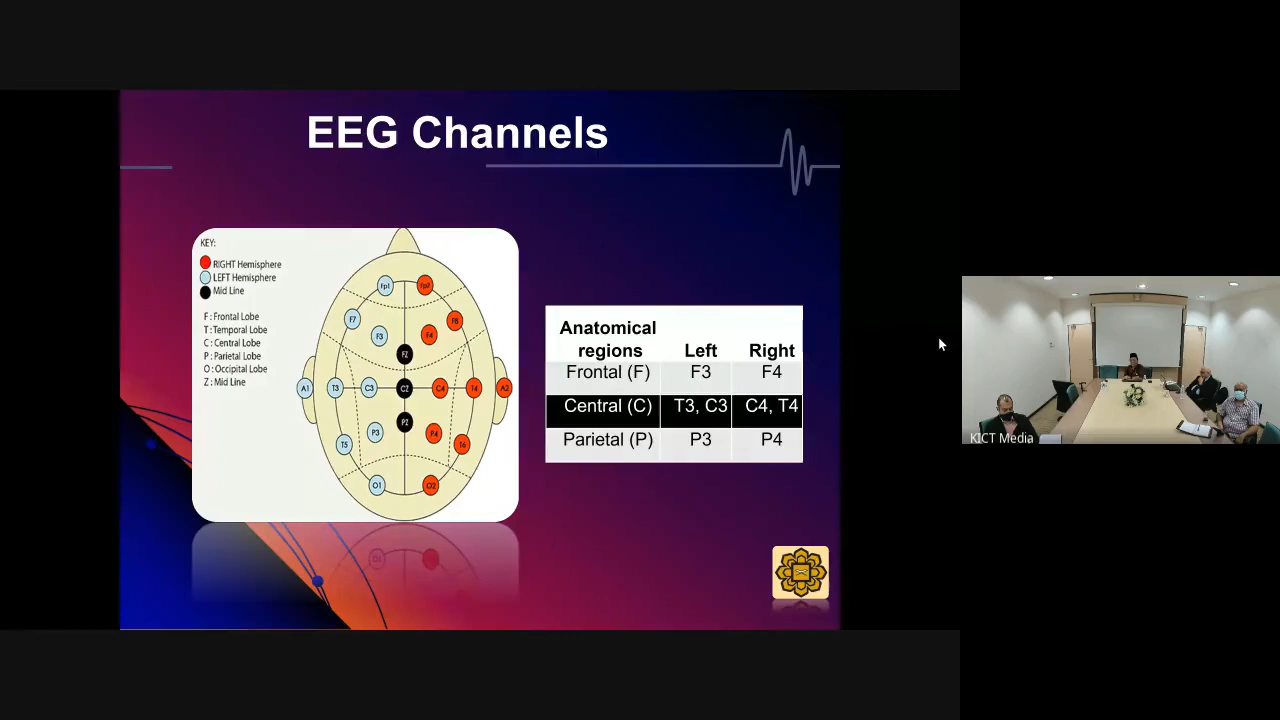 EEG Channels
KEY:
RIGHT Hemisphere
LEFT Hemisphere
Mid Line
F : Frontal Lobe
T : Temporal Lobe
C : Central Lobe
P : Parietal Lobe
O : Occipital Lobe
Z : Mid Line
Fp1 Fp2
F7 F8
F3 F4
FZ
A1 T3 C3 CZ C4 T4 A2
PZ
P3 P4
T5 T6
O1 O2
Anatomical
regions Left Right
Frontal (F) F3 F4
Central (C) T3, C3 C4, T4
Parietal (P) P3 P4
KICT Media